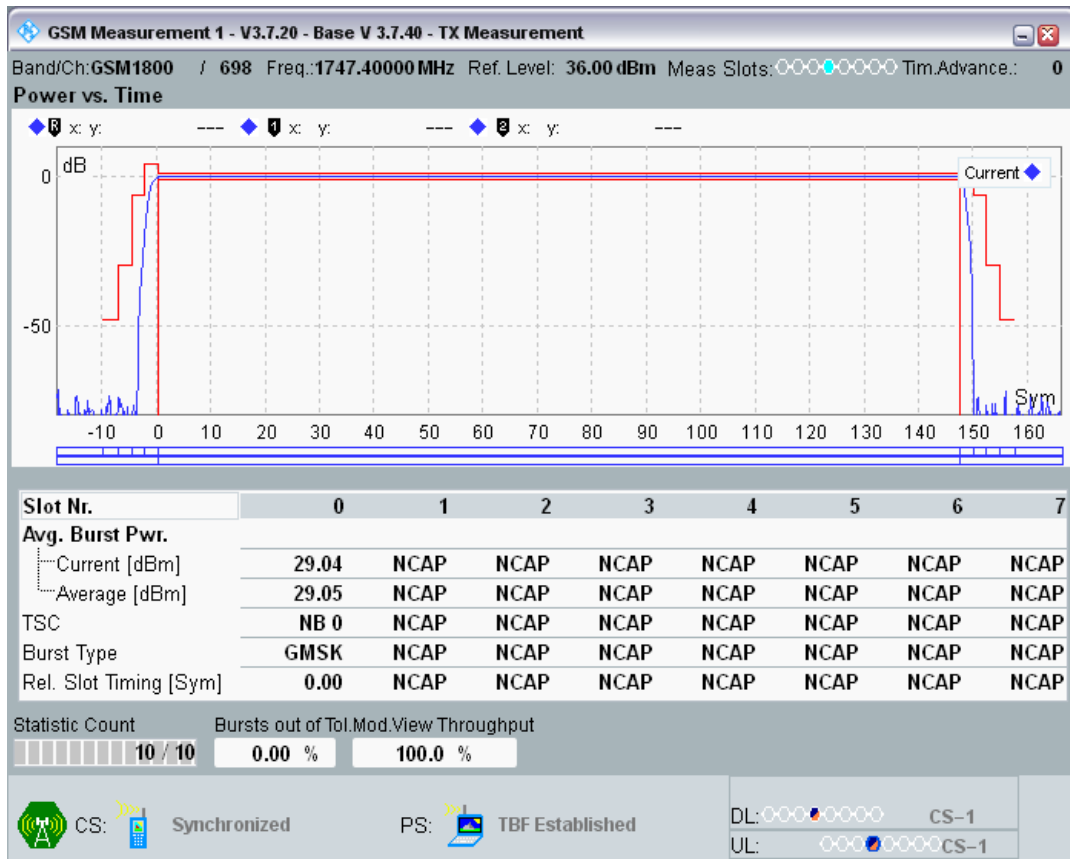 GSM Measurement 1 - V3.7.20 - Base V 3.7.40 - TX Measurement
Band/Ch:GSM1800 / 698 Freq.:1747.40000 MHz Ref. Level: 36.00 dBm Meas Slots: Tim.Advance.: 0
Power vs. Time
R x: y: --- 1 x: y: --- 2 x: y: ---
dB
Current
0
-50
Sym
-10 0 10 20 30 40 50 60 70 80 90 100 110 120 130 140 150 160
Slot Nr. 0 1 2 3 4 5 6 7
Avg. Burst Pwr.
Current [dBm] 29.04 NCAP NCAP NCAP NCAP NCAP NCAP NCAP
Average [dBm] 29.05 NCAP NCAP NCAP NCAP NCAP NCAP NCAP
TSC NB 0 NCAP NCAP NCAP NCAP NCAP NCAP NCAP
Burst Type GMSK NCAP NCAP NCAP NCAP NCAP NCAP NCAP
Rel. Slot Timing [Sym] 0.00 NCAP NCAP NCAP NCAP NCAP NCAP NCAP
Statistic Count Bursts out of Tol.Mod.View Throughput
10 / 10 0.00 % 100.0 %
CS: Synchronized PS: TBF Established
DL: CS-1
UL: CS-1